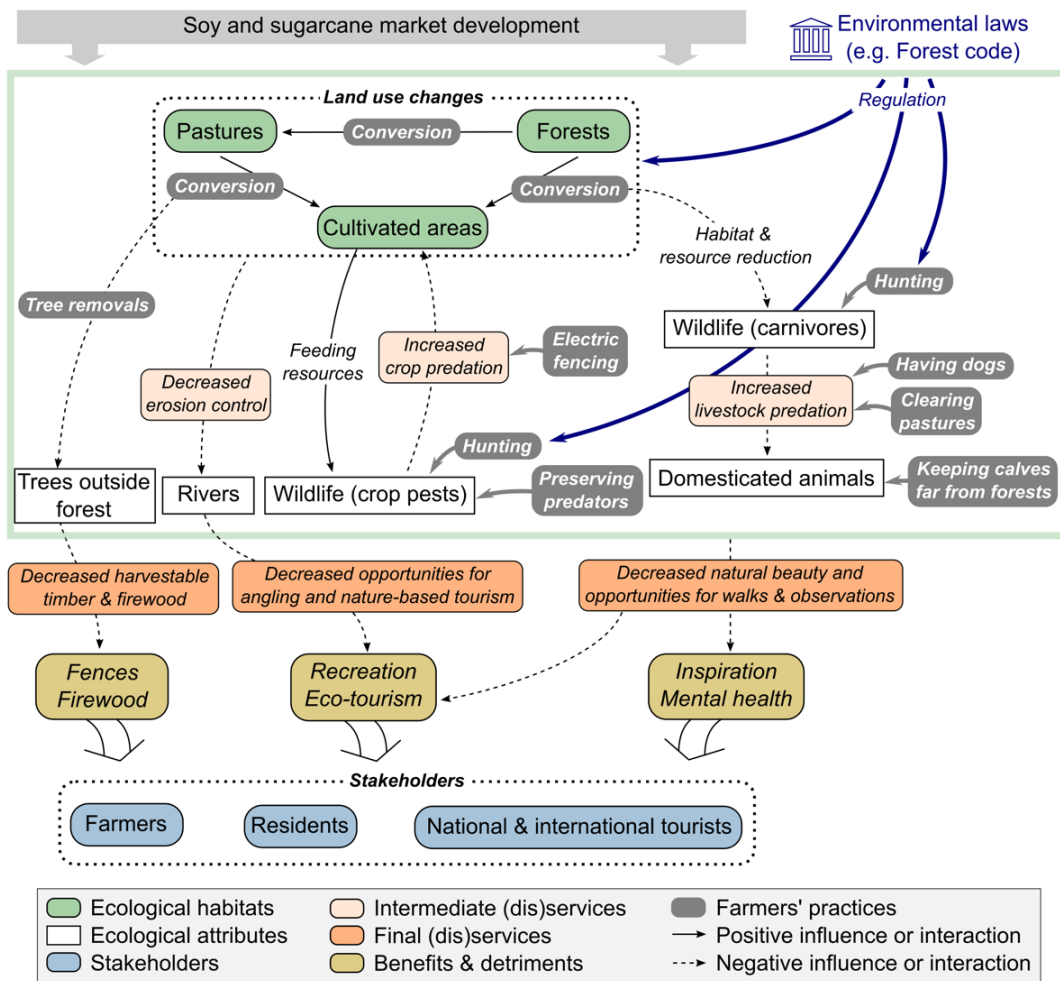 Soy and sugarcane market development
Environmental laws
(e.g. Forest code)
Regulation
Land use changes
Pastures
Conversion
Forests
Conversion
Conversion
Cultivated areas
Habitat &
resource reduction
Tree removals
Hunting
Wildlife (carnivores)
Feeding
resources
Increased
crop predation
Electric
fencing
Decreased
erosion control
Having dogs
Increased
livestock predation
Clearing
pastures
Hunting
Trees outside
forest
Rivers
Wildlife (crop pests)
Preserving
predators
Domesticated animals
Keeping calves
far from forests
Decreased harvestable
timber & firewood
Decreased opportunities for
angling and nature-based tourism
Decreased natural beauty and
opportunities for walks & observations
Fences
Firewood
Recreation
Eco-tourism
Inspiration
Mental health
Stakeholders
Farmers
Residents
National & international tourists
Ecological habitats
Ecological attributes
Stakeholders
Intermediate (dis)services
Final (dis)services
Benefits & detriments
Farmers' practices
Positive influence or interaction
Negative influence or interaction